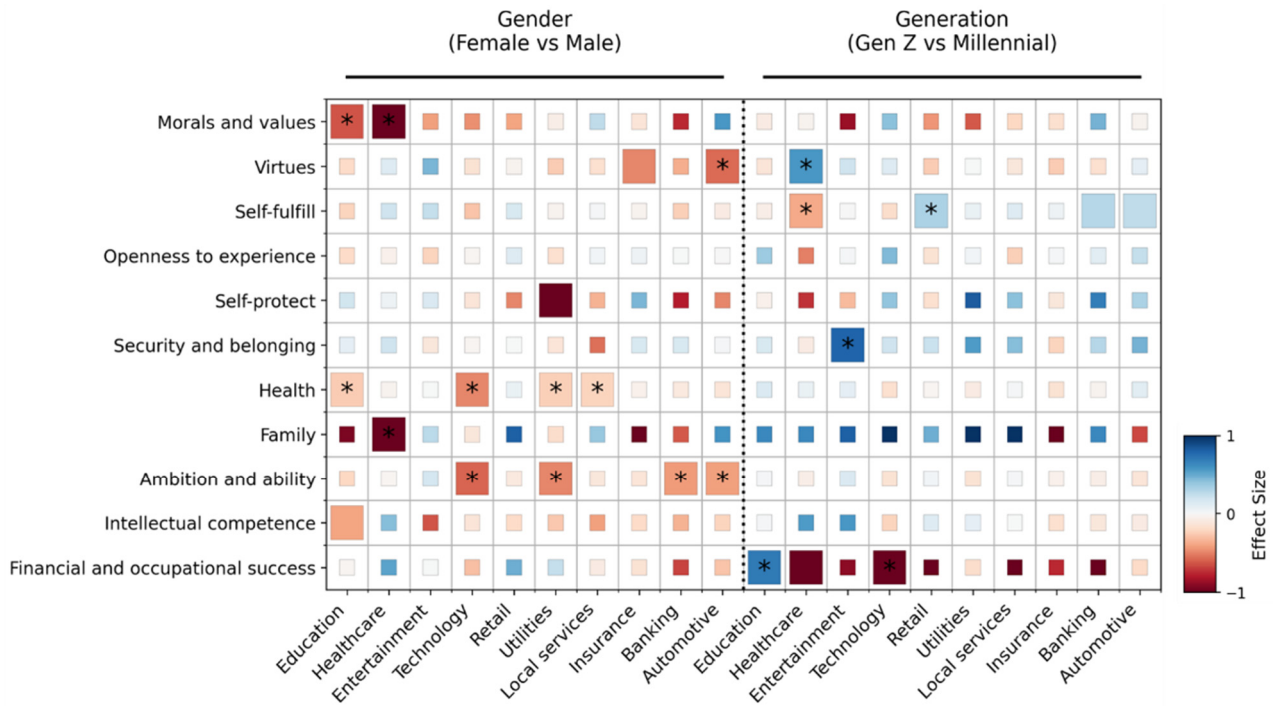 Gender
(Female vs Male)
Generation
(Gen Z vs Millennial)
Morals and values
*
*
Virtues
*
*
Self-fulfill
*
*
Openness to experience
Self-protect
Security and belonging
*
Health
*
*
*
*
Family
*
Ambition and ability
*
*
*
*
Intellectual competence
Financial and occupational success
*
*
Education
Healthcare
Entertainment
Technology
Retail
Utilities
Local services
Insurance
Banking
Automotive
Education
Healthcare
Entertainment
Technology
Retail
Utilities
Local services
Insurance
Banking
Automotive
1
0
−1
Effect Size